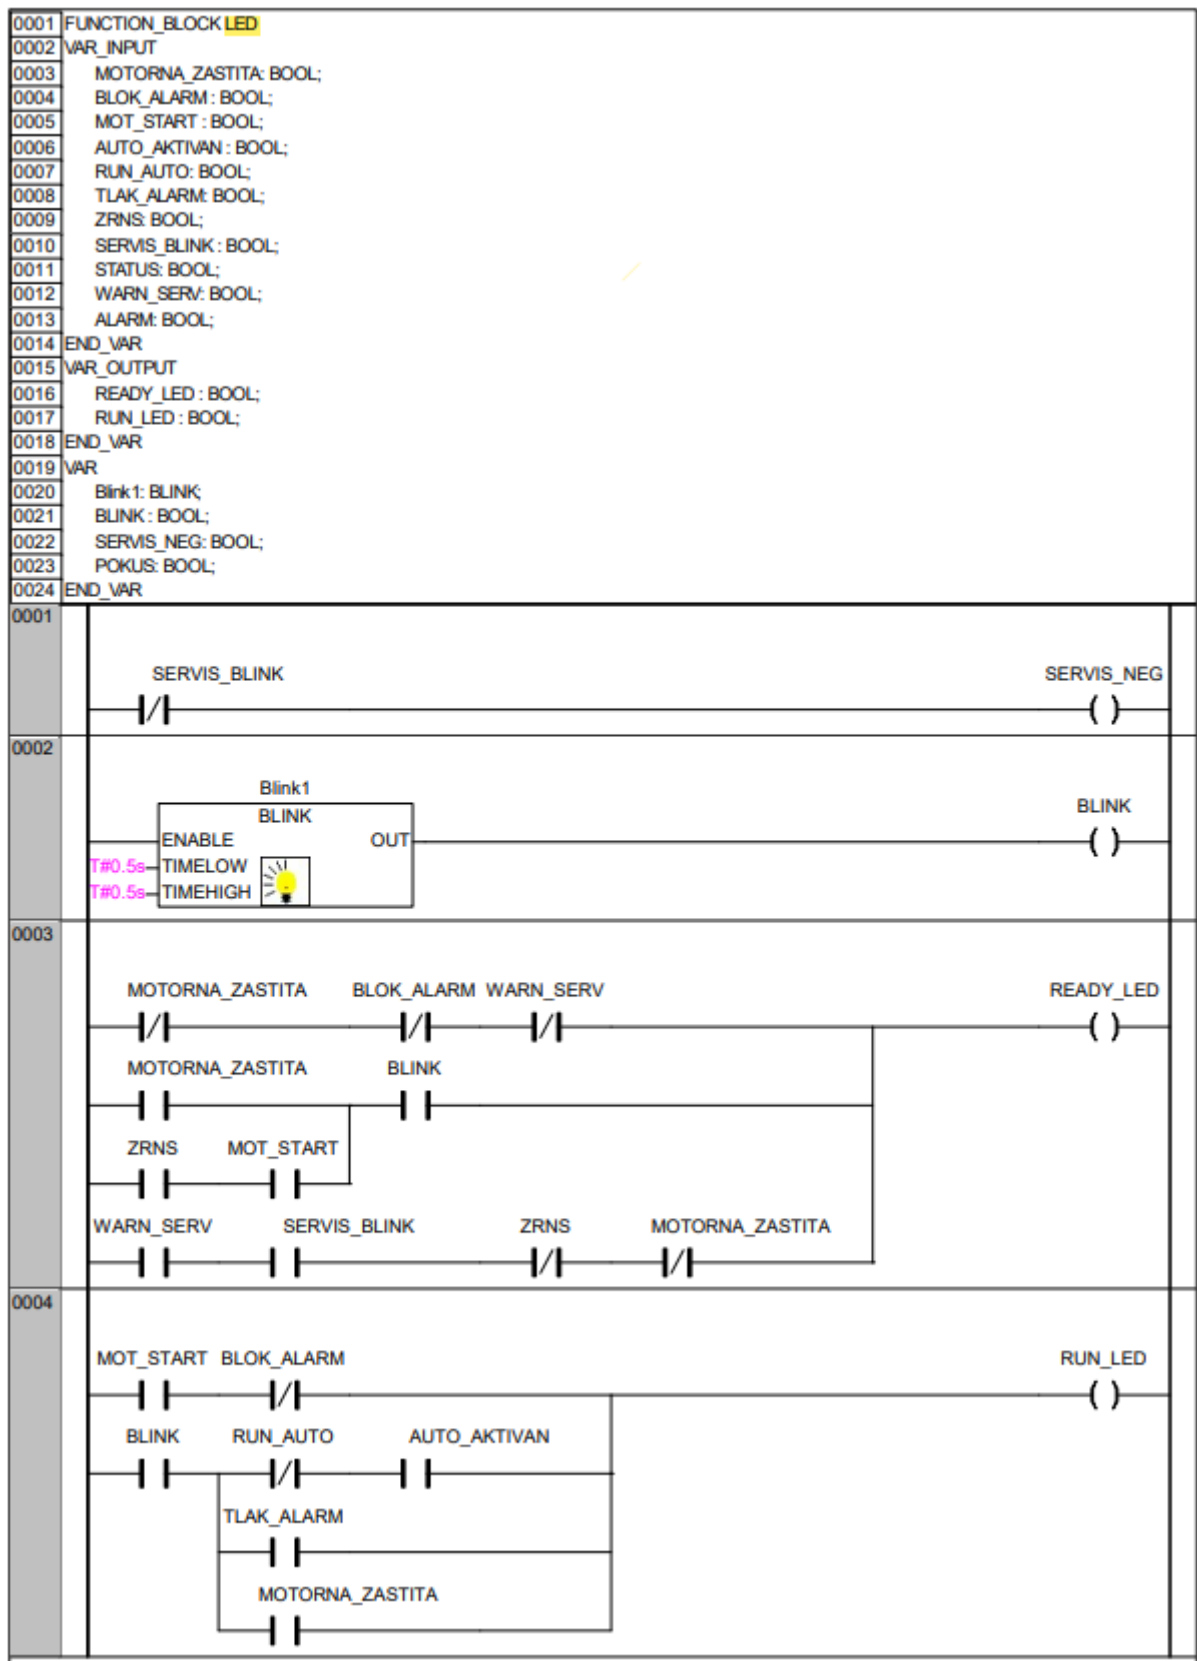 0001 FUNCTION_BLOCK LED
0002 VAR_INPUT
0003 MOTORNA_ZASTITA: BOOL;
0004 BLOK_ALARM : BOOL;
0005 MOT_START : BOOL;
0006 AUTO_AKTIVAN : BOOL;
0007 RUN_AUTO: BOOL;
0008 TLAK_ALARM: BOOL;
0009 ZRNS: BOOL;
0010 SERVIS_BLINK : BOOL;
0011 STATUS: BOOL;
0012 WARN_SERV: BOOL;
0013 ALARM: BOOL;
0014 END_VAR
0015 VAR_OUTPUT
0016 READY_LED : BOOL;
0017 RUN_LED : BOOL;
0018 END_VAR
0019 VAR
0020 Blink1: BLINK;
0021 BLINK : BOOL;
0022 SERVIS_NEG: BOOL;
0023 POKUS: BOOL;
0024 END_VAR
0001
SERVIS_BLINK SERVIS_NEG
0002
Blink1
BLINK BLINK
ENABLE OUT
T#0.5s TIMELOW
T#0.5s TIMEHIGH
0003
MOTORNA_ZASTITA BLOK_ALARM WARN_SERV READY_LED
MOTORNA_ZASTITA BLINK
ZRNS MOT_START
WARN_SERV SERVIS_BLINK ZRNS MOTORNA_ZASTITA
0004
MOT_START BLOK_ALARM RUN_LED
BLINK RUN_AUTO AUTO_AKTIVAN
TLAK_ALARM
MOTORNA_ZASTITA